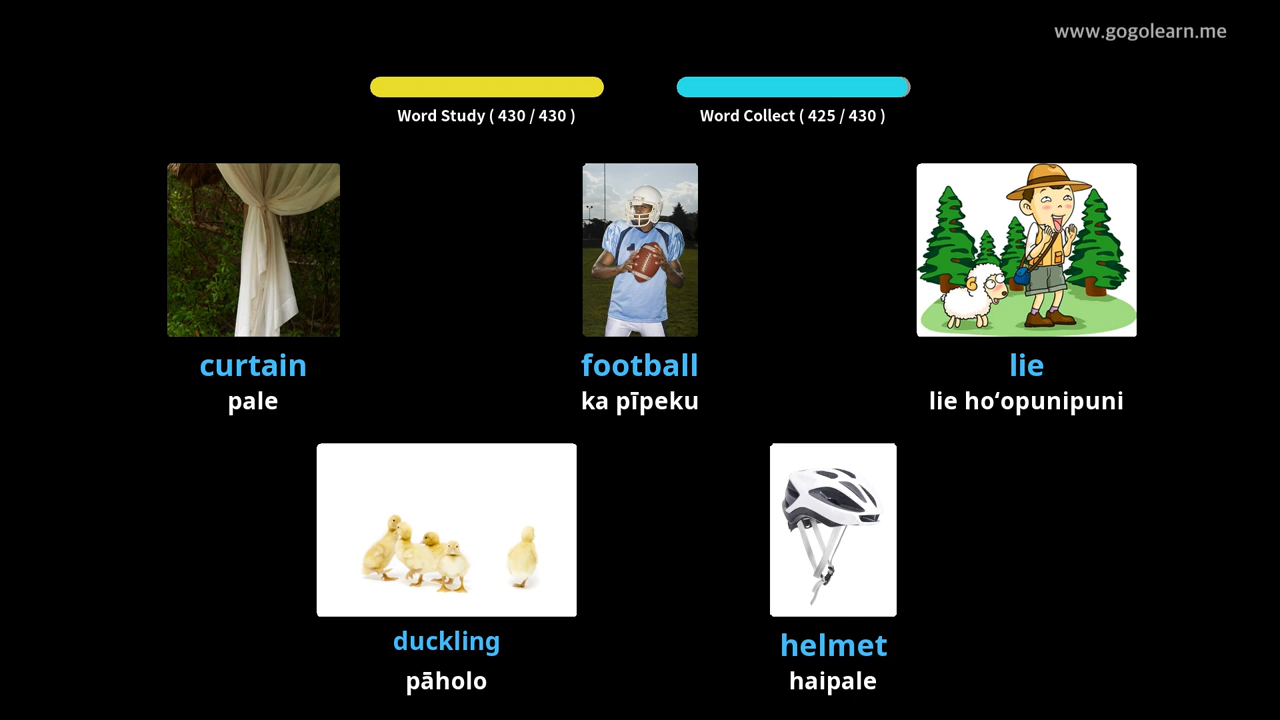 www.gogolearn.me
Word Study ( 430 / 430 )
Word Collect ( 425 / 430 )
curtain
pale
football
ka pīpeku
lie
lie hoʻopunipuni
duckling
pāholo
helmet
haipale